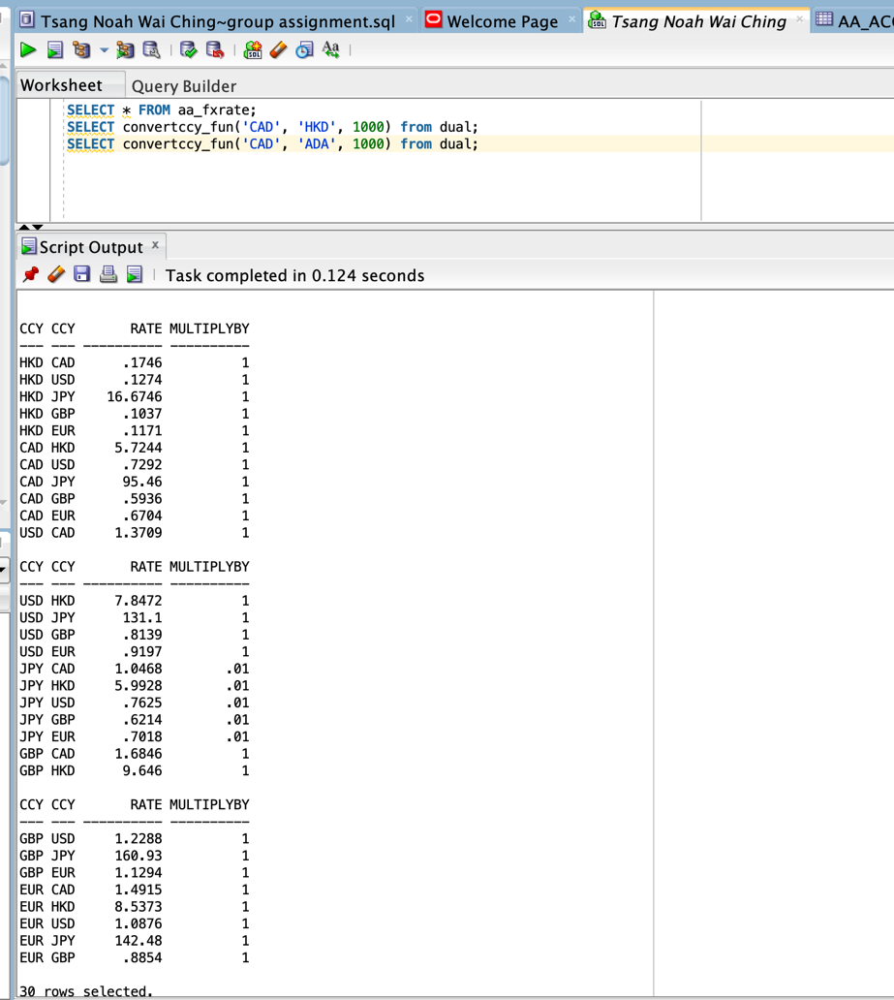 Tsang Noah Wai Ching~group assignment.sql × Welcome Page × Tsang Noah Wai Ching × AA_ACC
Worksheet Query Builder
SELECT * FROM aa_fxrate;
SELECT convertccy_fun('CAD', 'HKD', 1000) from dual;
SELECT convertccy_fun('CAD', 'ADA', 1000) from dual;
Script Output ×
Task completed in 0.124 seconds
CCY CCY RATE MULTIPLYBY
--- --- ---------- ----------
HKD CAD .1746 1
HKD USD .1274 1
HKD JPY 16.6746 1
HKD GBP .1037 1
HKD EUR .1171 1
CAD HKD 5.7244 1
CAD USD .7292 1
CAD JPY 95.46 1
CAD GBP .5936 1
CAD EUR .6704 1
USD CAD 1.3709 1
CCY CCY RATE MULTIPLYBY
--- --- ---------- ----------
USD HKD 7.8472 1
USD JPY 131.1 1
USD GBP .8139 1
USD EUR .9197 1
JPY CAD 1.0468 .01
JPY HKD 5.9928 .01
JPY USD .7625 .01
JPY GBP .6214 .01
JPY EUR .7018 .01
GBP CAD 1.6846 1
GBP HKD 9.646 1
CCY CCY RATE MULTIPLYBY
--- --- ---------- ----------
GBP USD 1.2288 1
GBP JPY 160.93 1
GBP EUR 1.1294 1
EUR CAD 1.4915 1
EUR HKD 8.5373 1
EUR USD 1.0876 1
EUR JPY 142.48 1
EUR GBP .8854 1
30 rows selected.